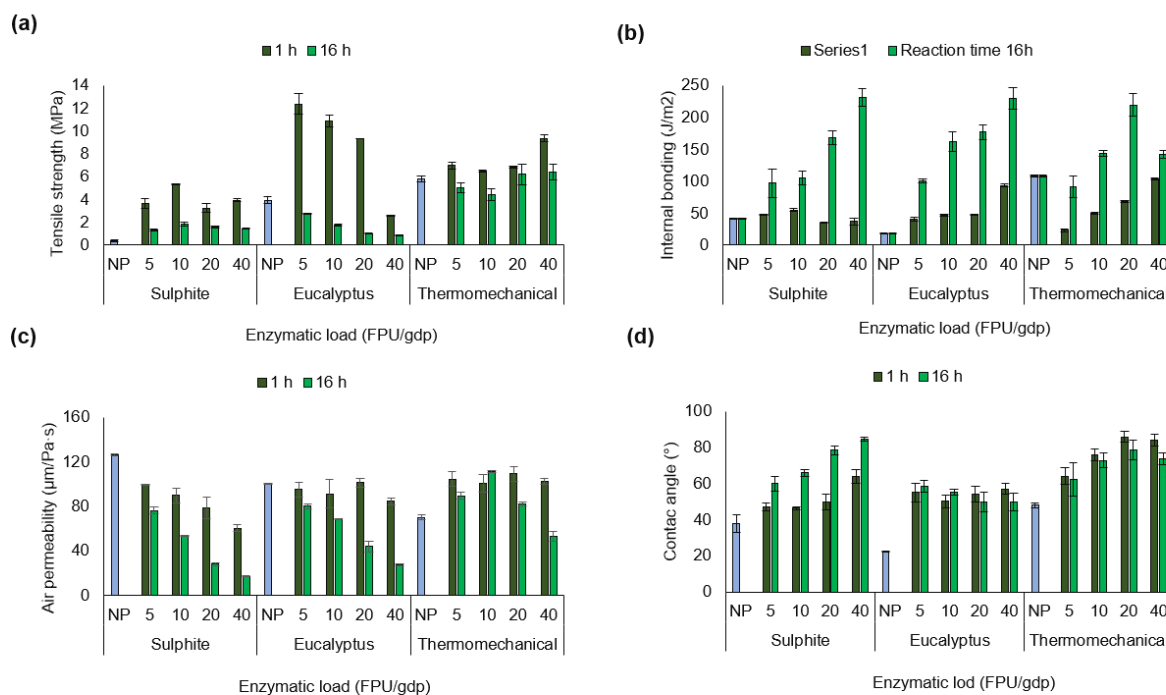 (a)
1 h 16 h
Tensile strength (MPa)
14
12
10
8
6
4
2
0
NP 5 10 20 40 NP 5 10 20 40 NP 5 10 20 40
Sulphite Eucalyptus Thermomechanical
Enzymatic load (FPU/gdp)
(b)
Series1 Reaction time 16h
Internal bonding (J/m2)
250
200
150
100
50
0
NP 5 10 20 40 NP 5 10 20 40 NP 5 10 20 40
Sulphite Eucalyptus Thermomechanical
Enzymatic load (FPU/gdp)
(c)
1 h 16 h
Air permeability (µm/Pa·s)
160
120
80
40
0
NP 5 10 20 40 NP 5 10 20 40 NP 5 10 20 40
Sulphite Eucalyptus Thermomechanical
Enzymatic load (FPU/gdp)
(d)
1 h 16 h
Contac angle (°)
100
80
60
40
20
0
NP 5 10 20 40 NP 5 10 20 40 NP 5 10 20 40
Sulphite Eucalyptus Thermomechanical
Enzymatic lod (FPU/gdp)